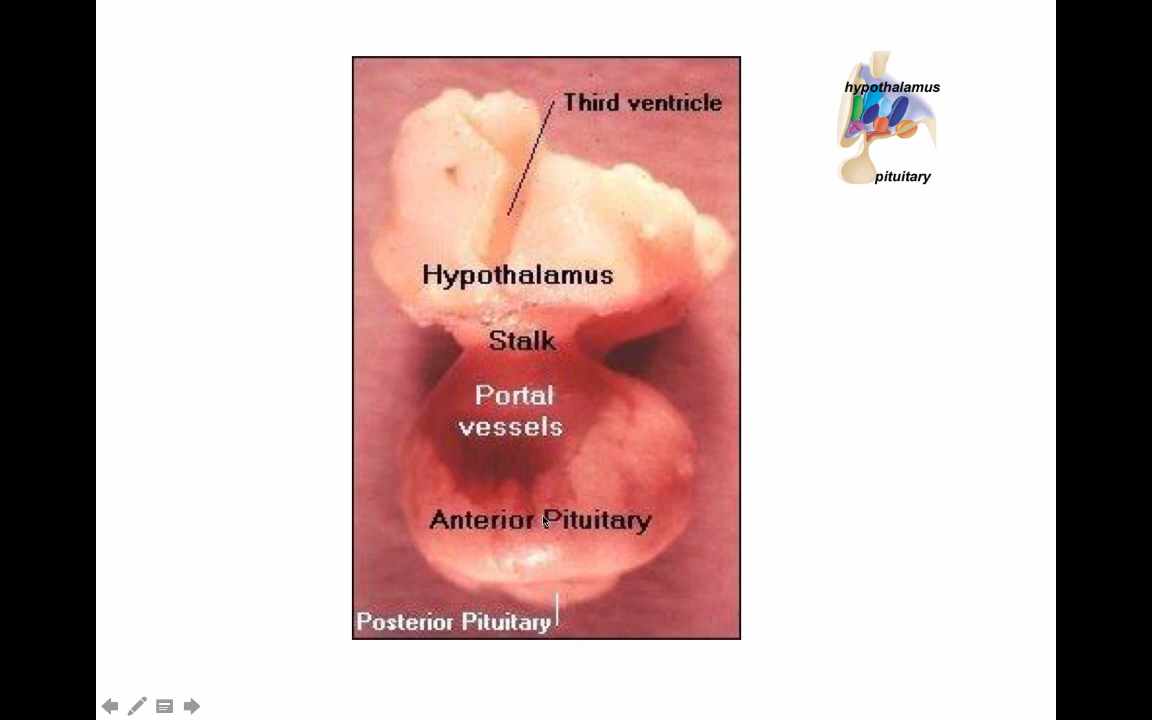 Third ventricle
Hypothalamus
Stalk
Portal
vessels
Anterior Pituitary
Posterior Pituitary
hypothalamus
pituitary